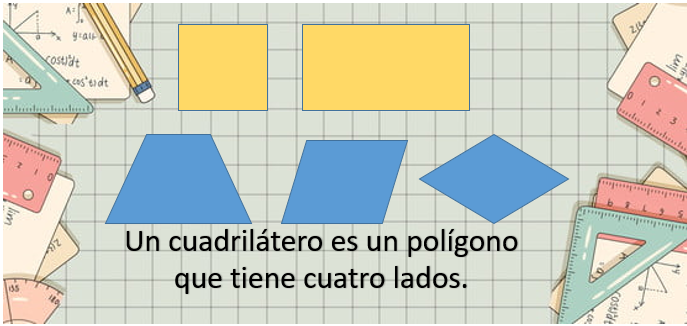 Un cuadrilátero es un polígono
que tiene cuatro lados.